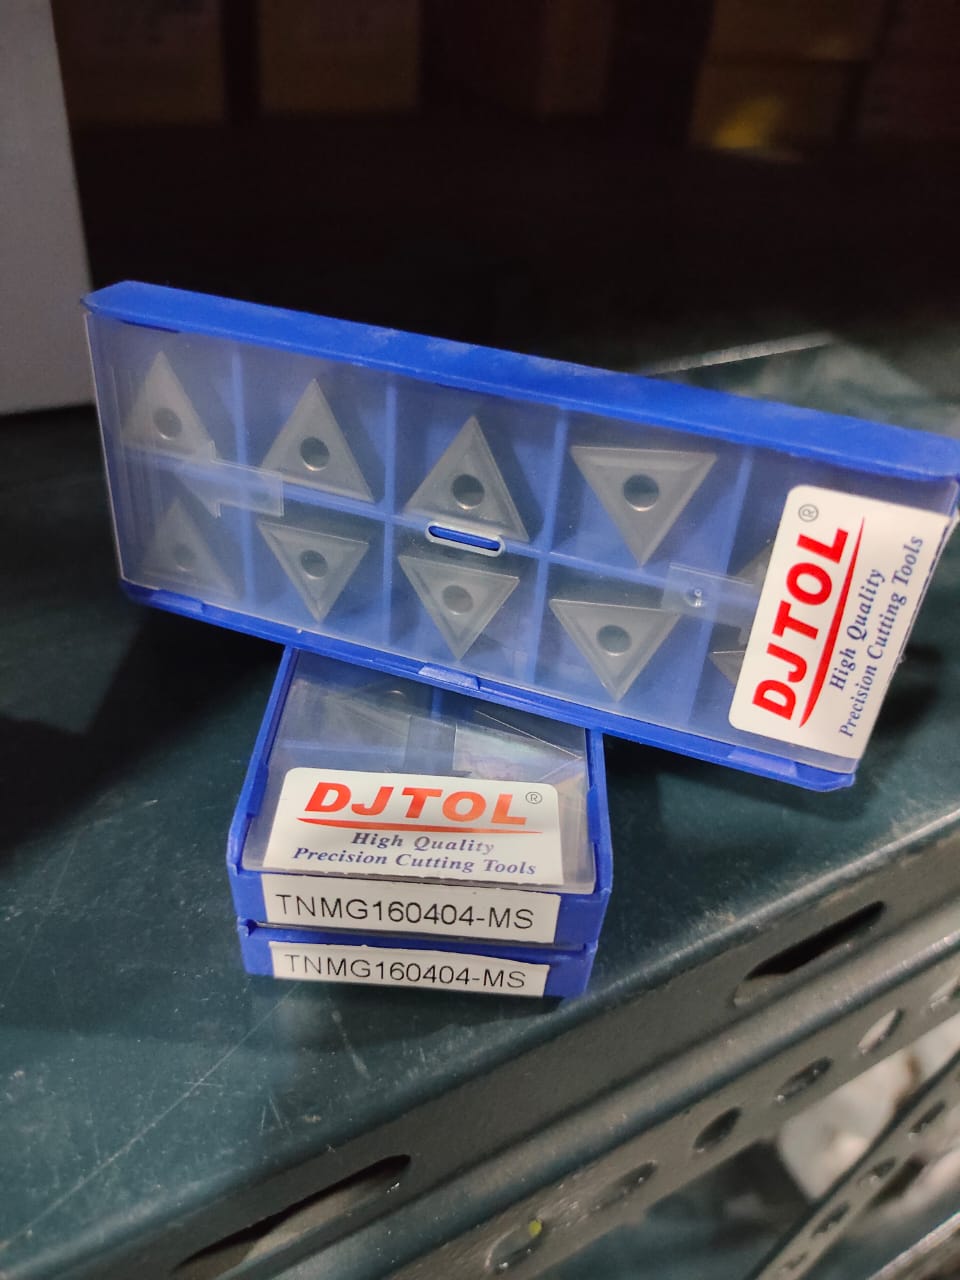 DJTOL®
High Quality
Precision Cutting Tools
DJTOL®
High Quality
Precision Cutting Tools
TNMG160404-MS
TNMG160404-MS